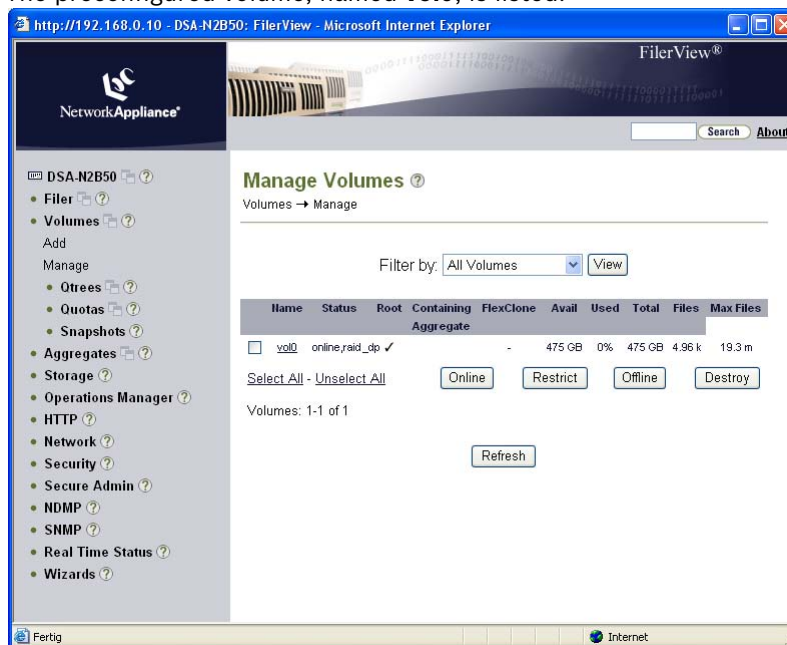 The preconfigured volume, named vol0, is listed.
http://192.168.0.10 - DSA-N2B50: FilerView - Microsoft Internet Explorer
FilerView®
NetworkAppliance®
Search About
DSA-N2B50
Filer
Volumes
Add
Manage
Qtrees
Quotas
Snapshots
Aggregates
Storage
Operations Manager
HTTP
Network
Security
Secure Admin
NDMP
SNMP
Real Time Status
Wizards
Manage Volumes
Volumes → Manage
Filter by: All Volumes View
Name Status Root Containing Aggregate FlexClone Avail Used Total Files Max Files
vol0 online,raid_dp ✓ - 475 GB 0% 475 GB 4.96 k 19.3 m
Select All - Unselect All Online Restrict Offline Destroy
Volumes: 1-1 of 1
Refresh
Fertig Internet